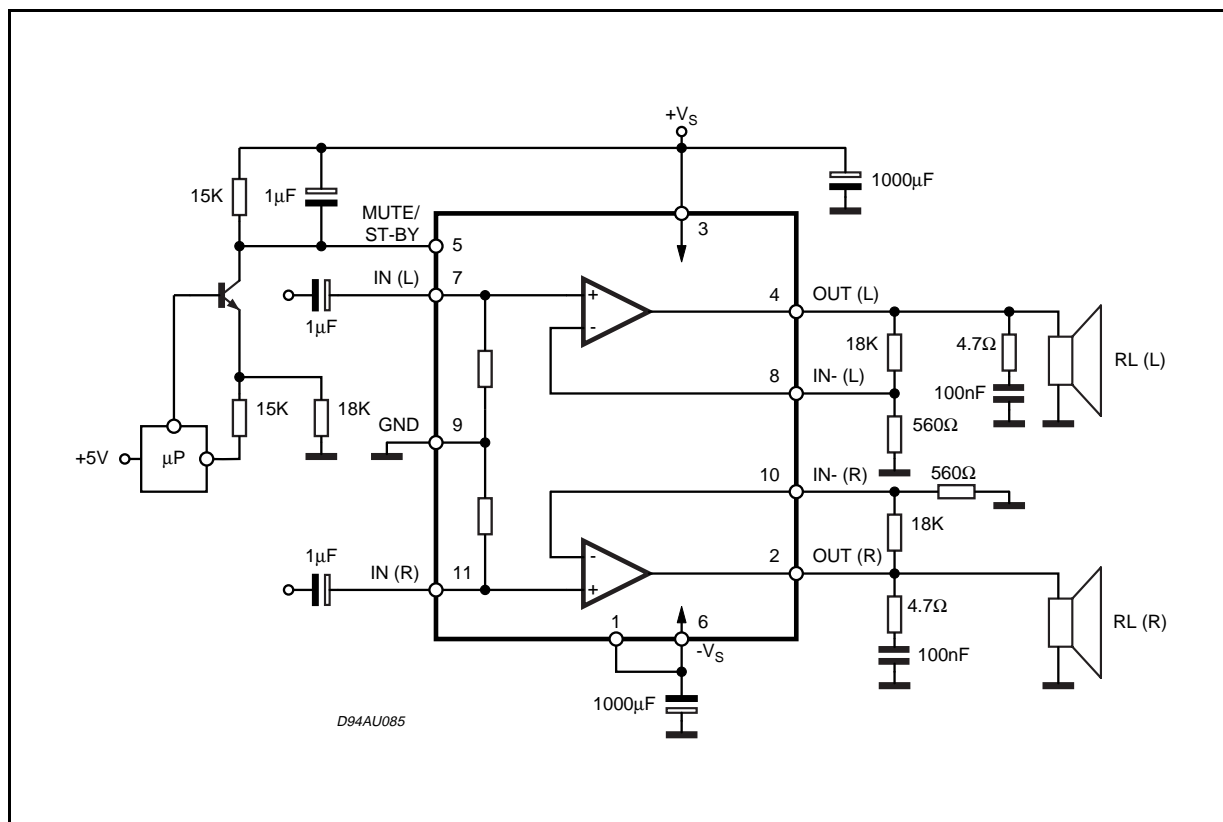 +VS
15K
1μF
1000μF
MUTE/
ST-BY
5
3
IN (L)
7
+
4
OUT (L)
1μF
-
18K
4.7Ω
RL (L)
8
IN- (L)
100nF
15K
18K
GND
9
560Ω
+5V
μP
10
IN- (R)
560Ω
18K
1μF
IN (R)
11
-
+
2
OUT (R)
4.7Ω
RL (R)
1
6
-VS
100nF
1000μF
D94AU085